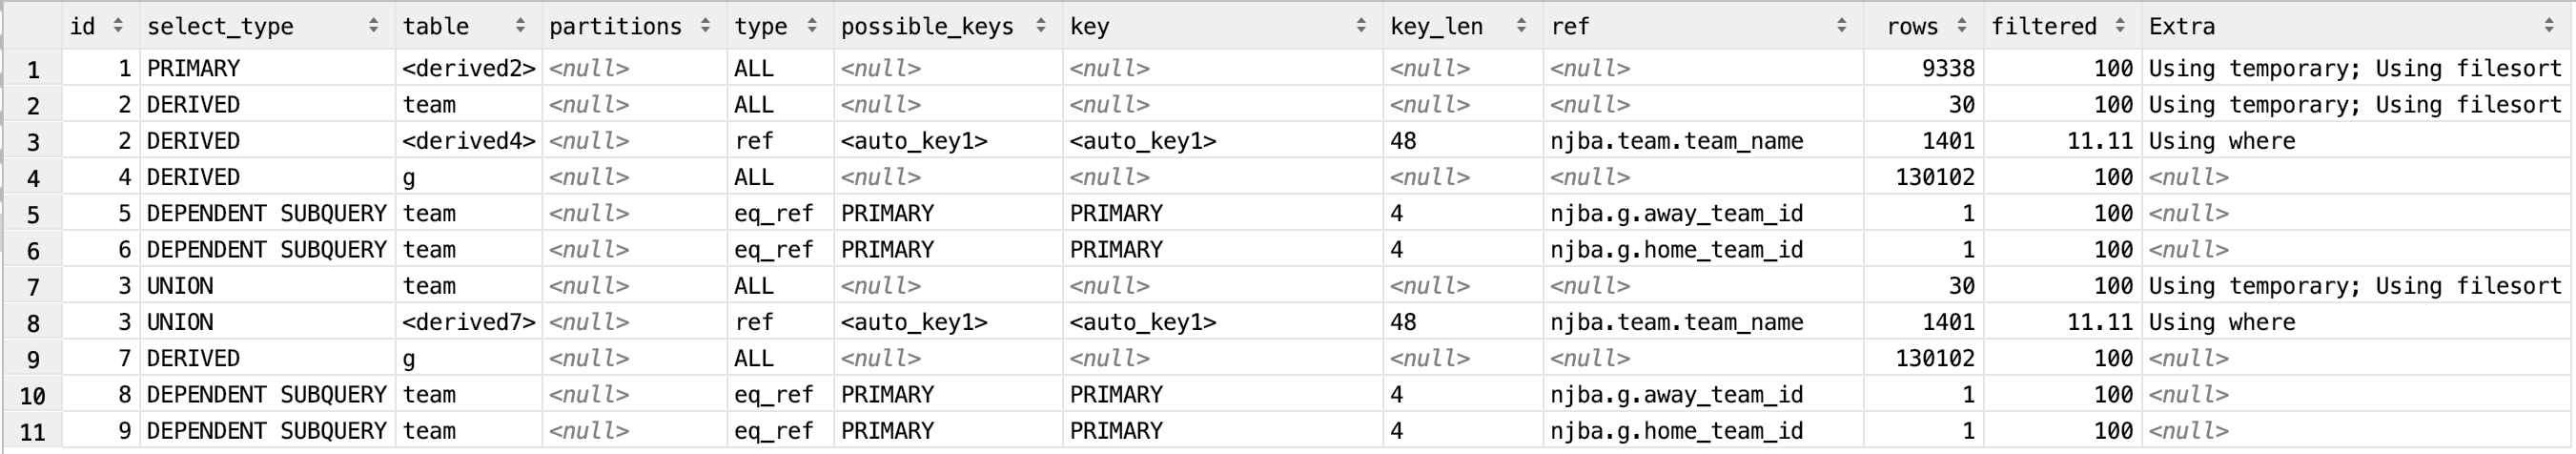 id select_type table partitions type possible_keys key key_len ref rows filtered Extra
1 1 PRIMARY <derived2> <null> ALL <null> <null> <null> <null> 9338 100 Using temporary; Using filesort
2 2 DERIVED team <null> ALL <null> <null> <null> <null> 30 100 Using temporary; Using filesort
3 2 DERIVED <derived4> <null> ref <auto_key1> <auto_key1> 48 njba.team.team_name 1401 11.11 Using where
4 4 DERIVED g <null> ALL <null> <null> <null> <null> 130102 100 <null>
5 5 DEPENDENT SUBQUERY team <null> eq_ref PRIMARY PRIMARY 4 njba.g.away_team_id 1 100 <null>
6 6 DEPENDENT SUBQUERY team <null> eq_ref PRIMARY PRIMARY 4 njba.g.home_team_id 1 100 <null>
7 3 UNION team <null> ALL <null> <null> <null> <null> 30 100 Using temporary; Using filesort
8 3 UNION <derived7> <null> ref <auto_key1> <auto_key1> 48 njba.team.team_name 1401 11.11 Using where
9 7 DERIVED g <null> ALL <null> <null> <null> <null> 130102 100 <null>
10 8 DEPENDENT SUBQUERY team <null> eq_ref PRIMARY PRIMARY 4 njba.g.away_team_id 1 100 <null>
11 9 DEPENDENT SUBQUERY team <null> eq_ref PRIMARY PRIMARY 4 njba.g.home_team_id 1 100 <null>